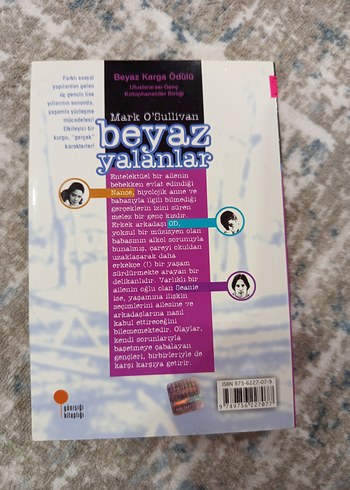 Farklı sosyal
yapılardan gelen
üç gencin lise
yıllarının sonunda,
yaşamla yüzleşme
mücadelesi!
Etkileyici bir
kurgu, "gerçek"
karakterler!
Beyaz Karga Ödülü
Uluslararası Genç
Kütüphaneciler Birliği
Mark O'Sullivan
beyaz
yalanlar
Entelektüel bir ailenin
bebekken evlat edindiği
Nance, biyolojik anne ve
babasıyla ilgili bilmediği
gerçeklerin izini süren
melez bir genç kızdır.
Erkek arkadaşı OD,
yoksul bir müzisyen olan
babasının alkol sorunuyla
bunalmış, çareyi okuldan
uzaklaşarak daha
erkekçe (!) bir yaşam
sürdürmekte arayan bir
delikanlıdır. Varlıklı bir
ailenin oğlu olan Seanie
ise, yaşamına ilişkin
seçimlerini ailesine ve
arkadaşlarına nasıl
kabul ettireceğini
bilememektedir. Olaylar,
kendi sorunlarıyla
başetmeye çabalayan
gençleri, birbirleriyle de
karşı karşıya getirir.
günışığı
kitaplığı
ISBN 975-6227-07-9
9 789756 227077